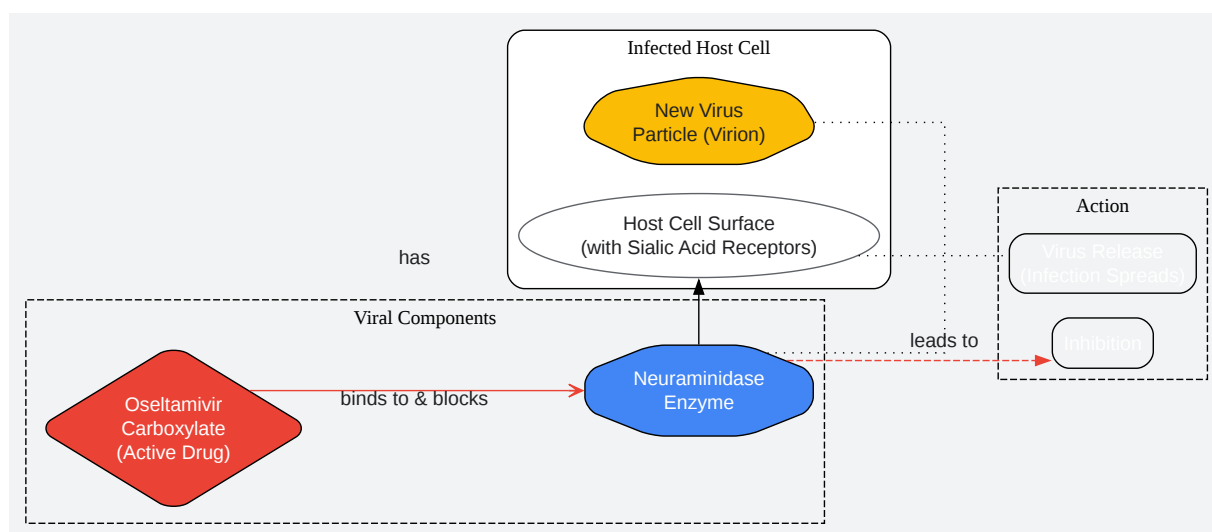 Infected Host Cell
New Virus
Particle (Virion)
Host Cell Surface
(with Sialic Acid Receptors)
Action
Virus Release
(Infection Spreads)
Inhibition
has
leads to
Viral Components
Neuraminidase
Enzyme
binds to & blocks
Oseltamivir
Carboxylate
(Active Drug)